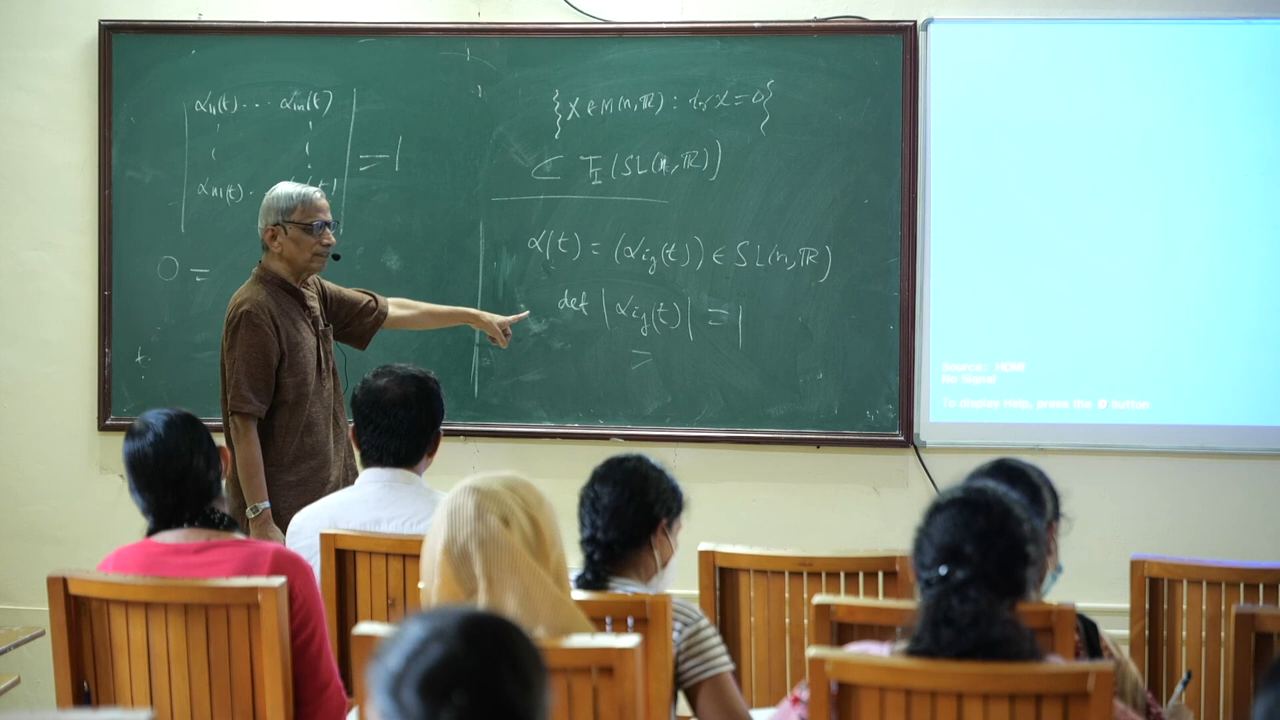 α₁₁(t) ... α₁ₙ(t)
= 1
αₙ₁(t) .
0 =
{X ∈ M(n, ℝ) : tr X = 0}
⊂ T_I (SL(n, ℝ))
α(t) = (αᵢⱼ(t)) ∈ SL(n, ℝ)
det |αᵢⱼ(t)| = 1
=
Source: HDMI
No Signal
To display Help, press the button